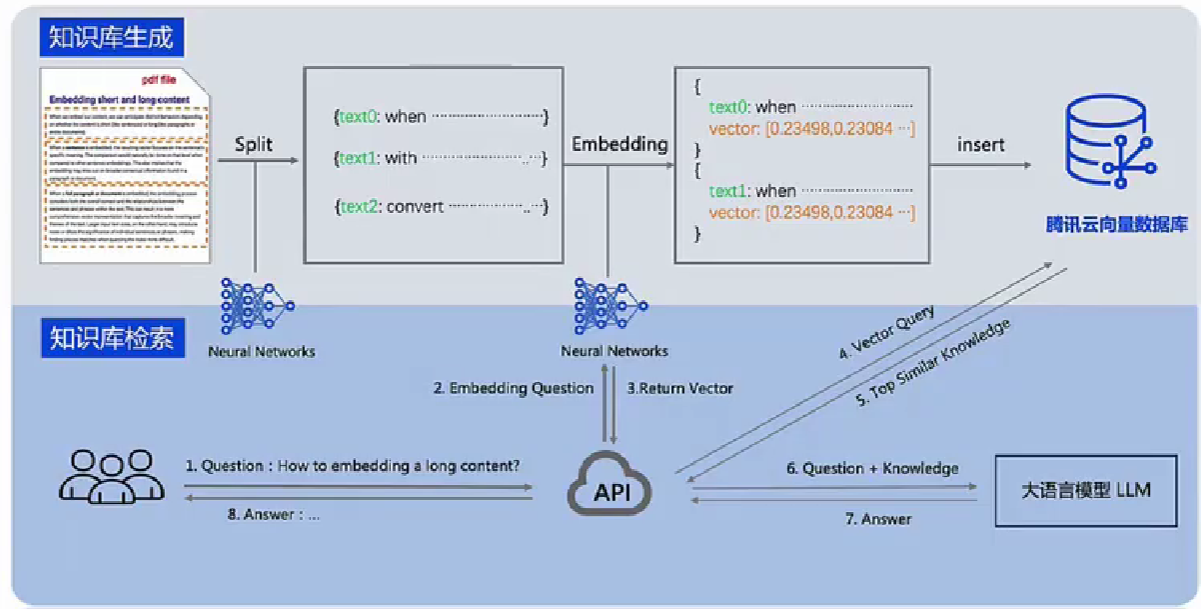 知识库生成
pdf file
Embedding short and long content
Split
{text0: when ························}
{text1: with ······················..··}
{text2: convert ················..··}
Embedding
{
text0: when ························
vector: [0.23498,0.23084 ···]
}
{
text1: when ························
vector: [0.23498,0.23084 ···]
}
insert
腾讯云向量数据库
Neural Networks
Neural Networks
知识库检索
2. Embedding Question
3.Return Vector
4. Vector Query
5. Top Similar Knowledge
1. Question : How to embedding a long content?
8. Answer : ...
API
6. Question + Knowledge
7. Answer
大语言模型 LLM